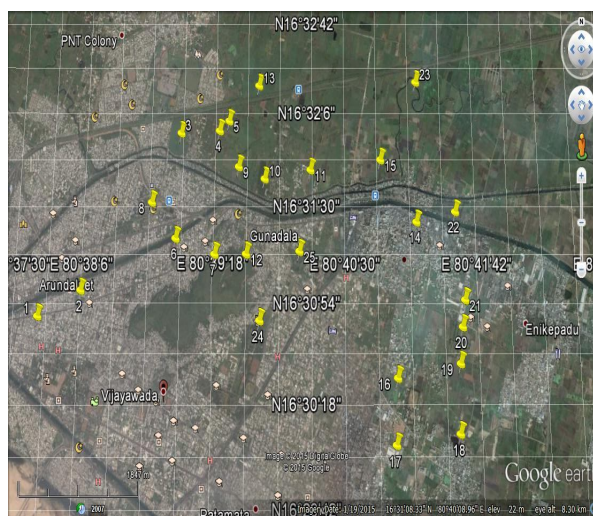 N16°32'42"
PNT Colony
N
13
23
N16°32'6"
3
4
5
9
10
11
15
8
N16°31'30"
14
22
6
Gunadala
7
12
25
37'30" E 80°38'6"
E 80°39'18"
E 80°40'30"
E 80°41'42"
Arundalpet
1
2
N16°30'54"
21
24
20
Enikepadu
19
16
Vijayawada
N16°30'18"
17
18
Image © 2015 DigitalGlobe
© 2015 Google
Google earth
1847 m
2007
Patamata
Imagery Date: 1/19/2015 16°31'08.33" N 80°40'08.96" E elev 22 m eye alt 8.30 km